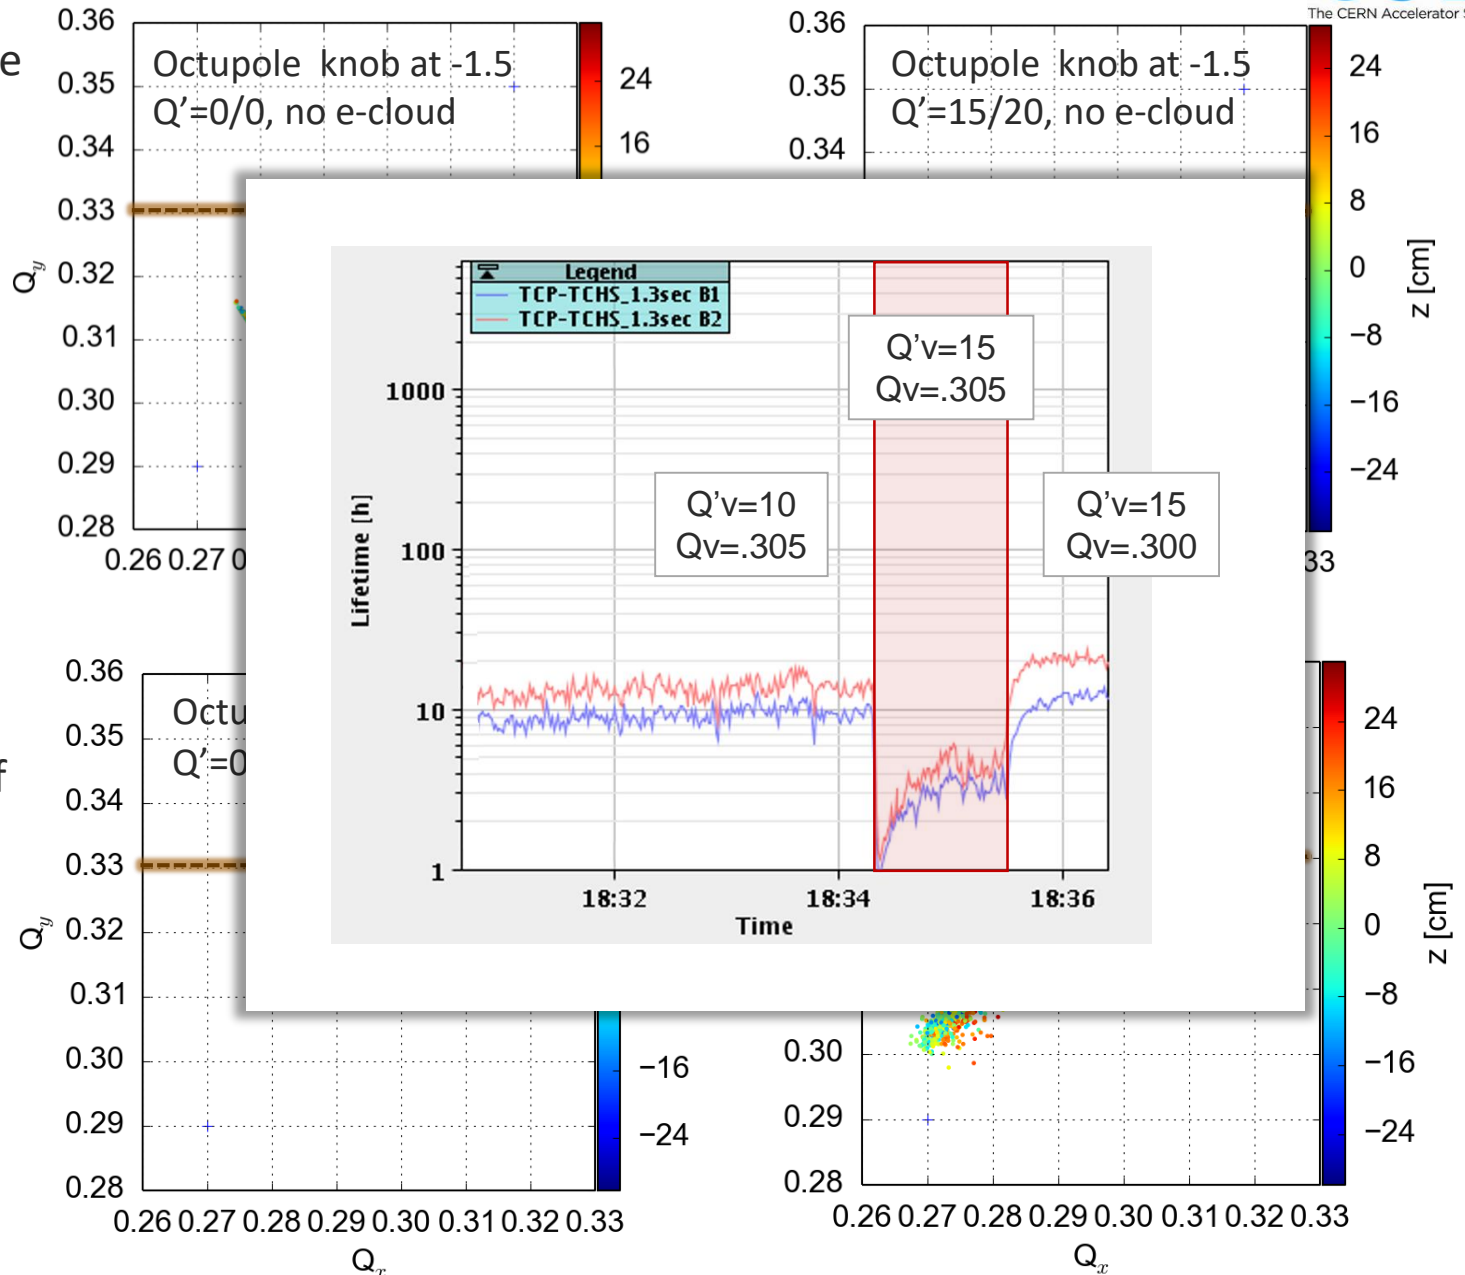 The CERN Accelerator
e
f
0.36
0.35
0.34
0.33
0.32
0.31
0.30
0.29
0.28
Qy
0.26 0.27
Octupole knob at -1.5
Q’=0/0, no e-cloud
24
16
0.36
0.35
0.34
Octupole knob at -1.5
Q’=15/20, no e-cloud
24
16
8
0
−8
−16
−24
z [cm]
33
Legend
TCP-TCHS_1.3sec B1
TCP-TCHS_1.3sec B2
Q’v=15
Qv=.305
Q’v=10
Qv=.305
Q’v=15
Qv=.300
Lifetime [h]
1000
100
10
1
18:32 18:34 18:36
Time
0.36
0.35
0.34
0.33
0.32
0.31
0.30
0.29
0.28
Qy
Octu
Q’=0
0.26 0.27 0.28 0.29 0.30 0.31 0.32 0.33
Qx
−16
−24
0.30
0.29
0.28
0.26 0.27 0.28 0.29 0.30 0.31 0.32 0.33
Qx
24
16
8
0
−8
−16
−24
z [cm]